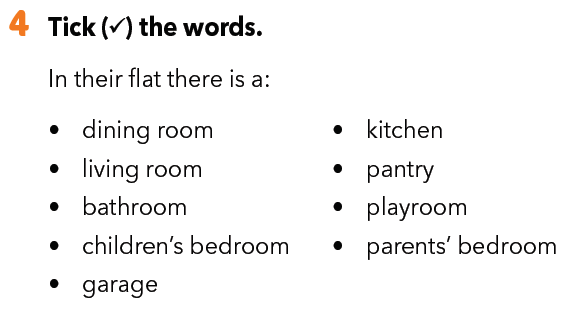 4 Tick (✓) the words.
In their flat there is a:
• dining room
• living room
• bathroom
• children's bedroom
• garage
• kitchen
• pantry
• playroom
• parents' bedroom